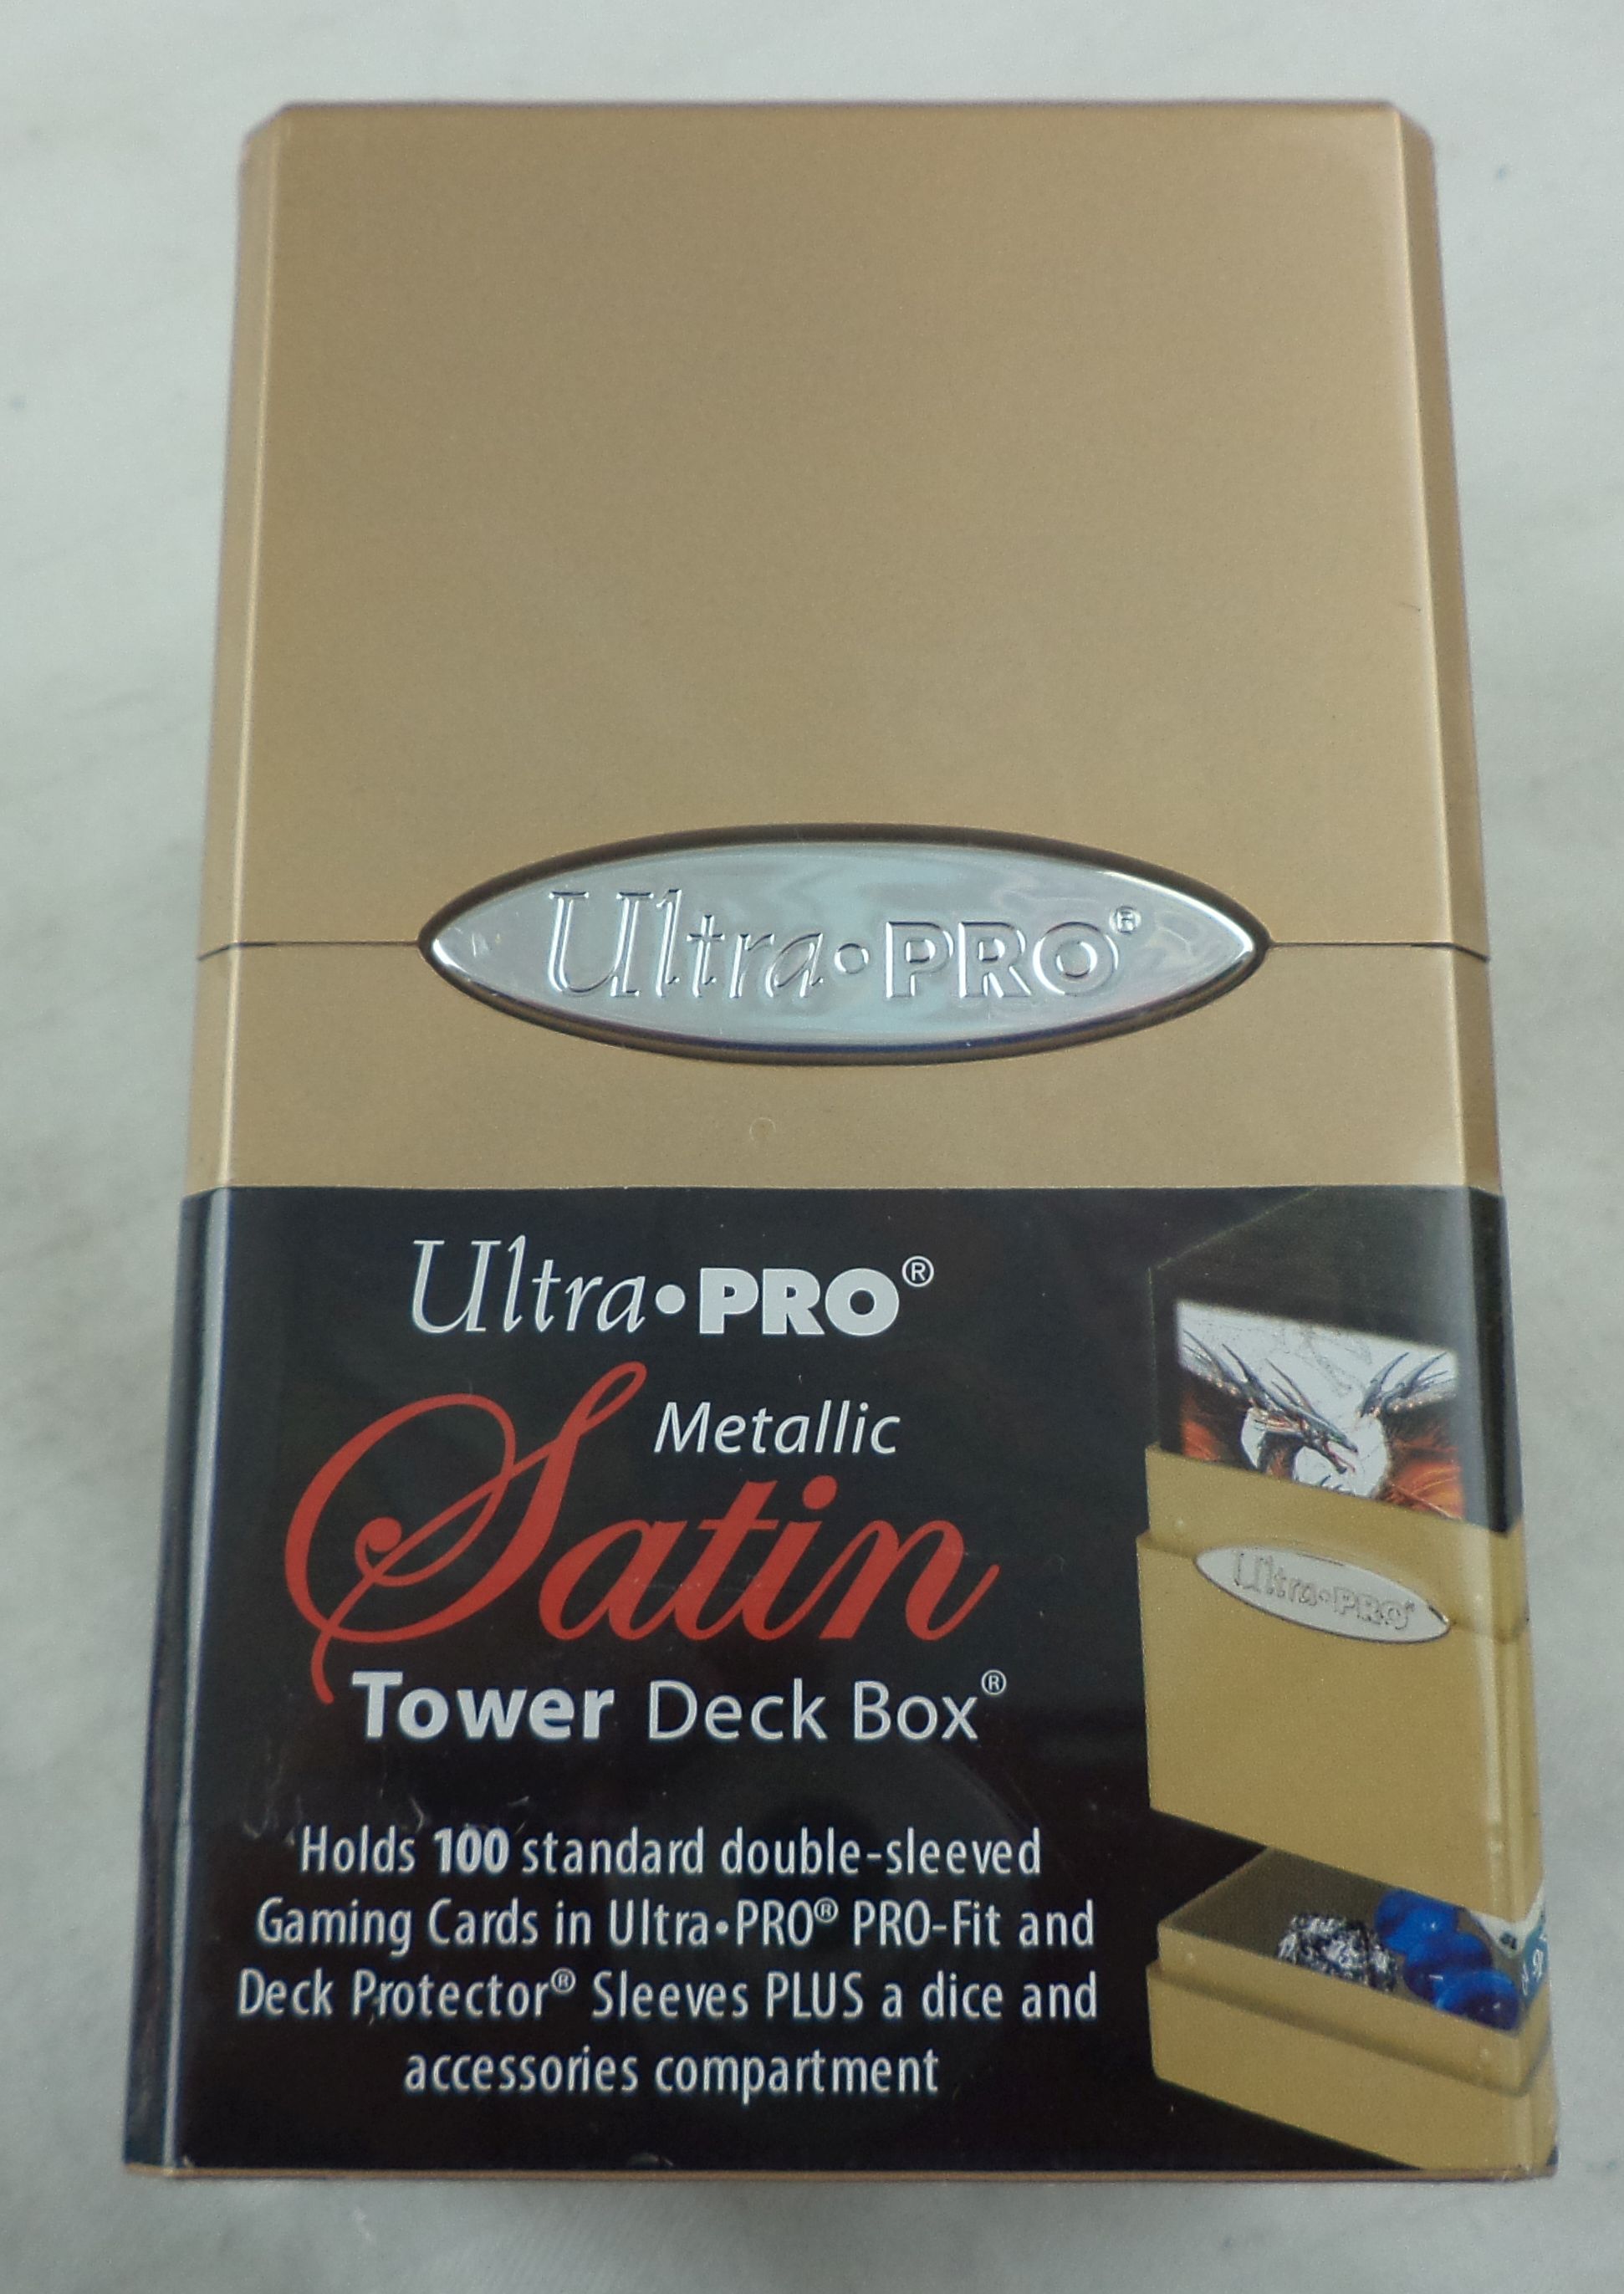 Ultra•PRO®
Ultra•PRO®
Metallic
Satin
Tower Deck Box®
Ultra•PRO®
Holds 100 standard double-sleeved
Gaming Cards in Ultra•PRO® PRO-Fit and
Deck Protector® Sleeves PLUS a dice and
accessories compartment